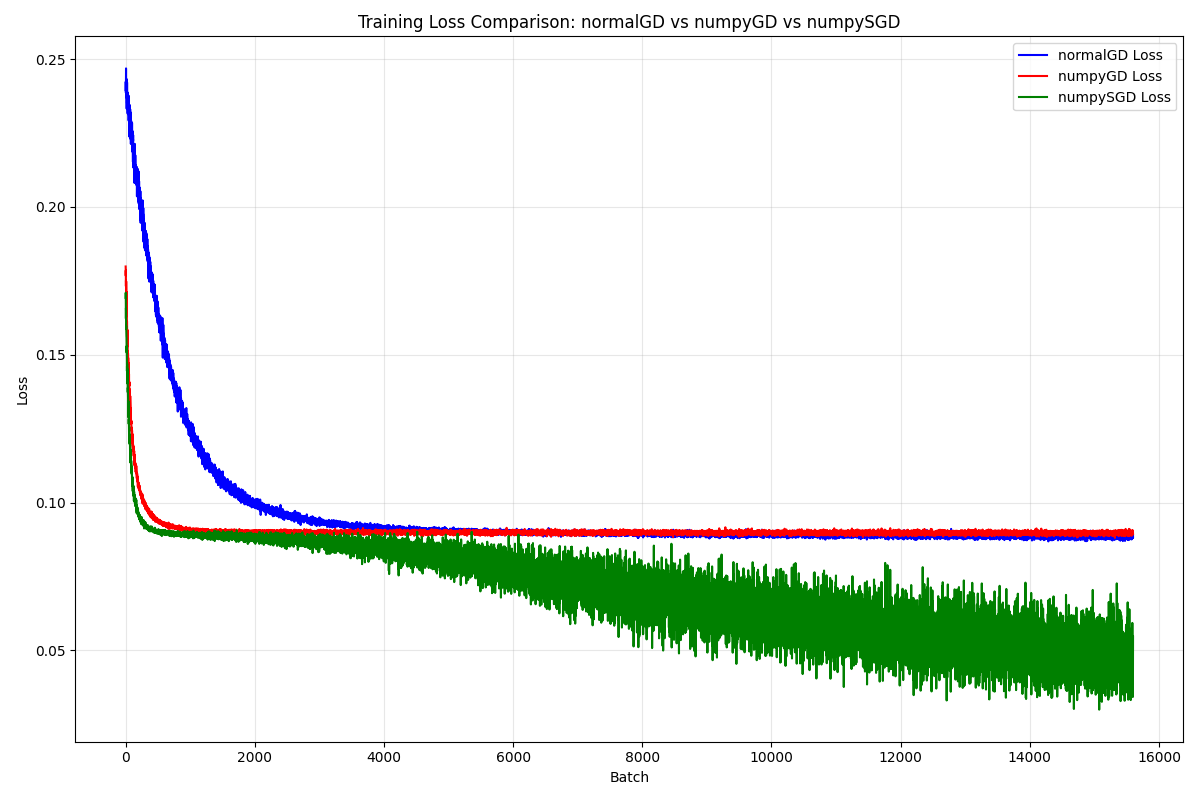 Training Loss Comparison: normalGD vs numpyGD vs numpySGD
normalGD Loss
numpyGD Loss
numpySGD Loss
Loss
0.25
0.20
0.15
0.10
0.05
0 2000 4000 6000 8000 10000 12000 14000 16000
Batch